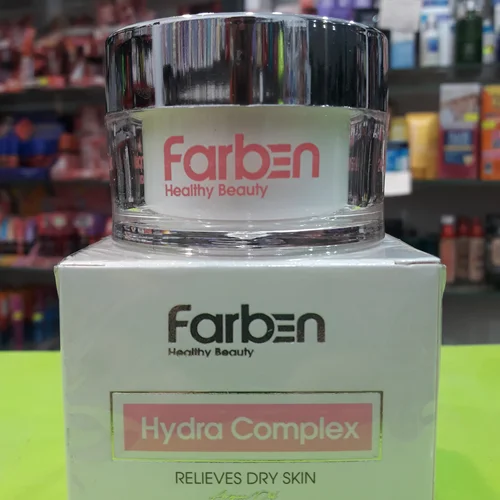 Farben
Healthy Beauty
Farben
Healthy Beauty
Hydra Complex
RELIEVES DRY SKIN